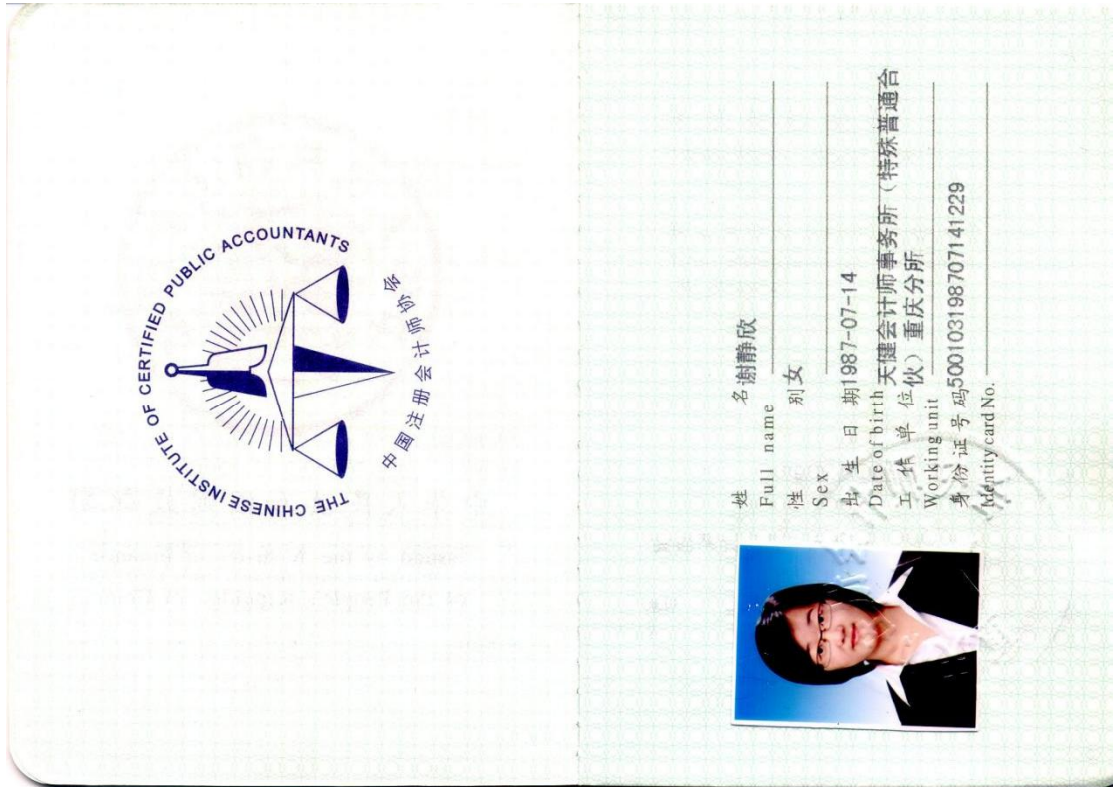 THE CHINESE INSTITUTE OF CERTIFIED PUBLIC ACCOUNTANTS
中国注册会计师协会
姓 名 谢静欣
Full name
性 别 女
Sex
出 生 日 期 1987-07-14
Date of birth
工 作 单 位 天健会计师事务所（特殊普通合
伙）重庆分所
Working unit
身 份 证 号 码 500103198707141229
Identity card No.